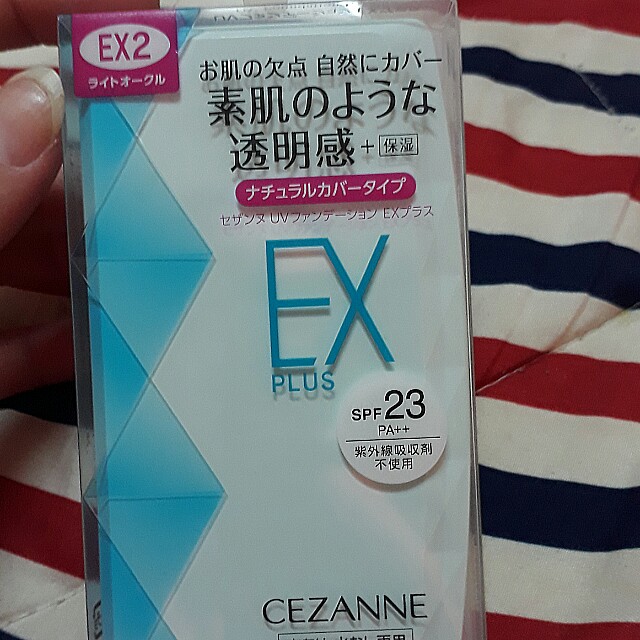 EX2
ライトオークル
お肌の欠点 自然にカバー
素肌のような
透明感+保湿
ナチュラルカバータイプ
セザンヌ UVファンデーション EXプラス
EX
PLUS
SPF23
PA++
紫外線吸収剤
不使用
CEZANNE